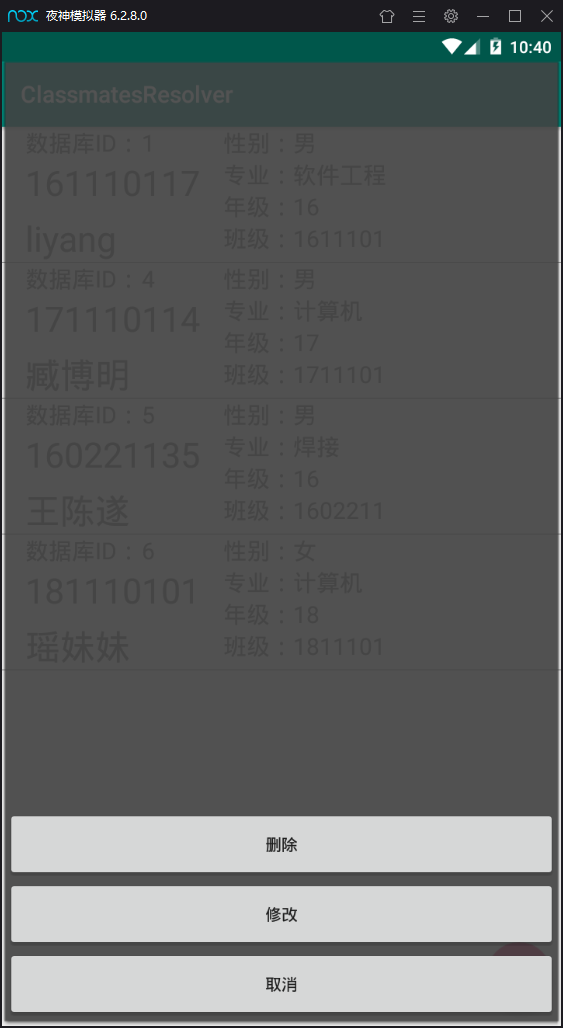 nox 夜神模拟器 6.2.8.0
10:40
ClassmatesResolver
数据库ID：1
161110117
liyang
性别：男
专业：软件工程
年级：16
班级：1611101
数据库ID：4
171110114
臧博明
性别：男
专业：计算机
年级：17
班级：1711101
数据库ID：5
160221135
王陈遂
性别：男
专业：焊接
年级：16
班级：1602211
数据库ID：6
181110101
瑶妹妹
性别：女
专业：计算机
年级：18
班级：1811101
删除
修改
取消